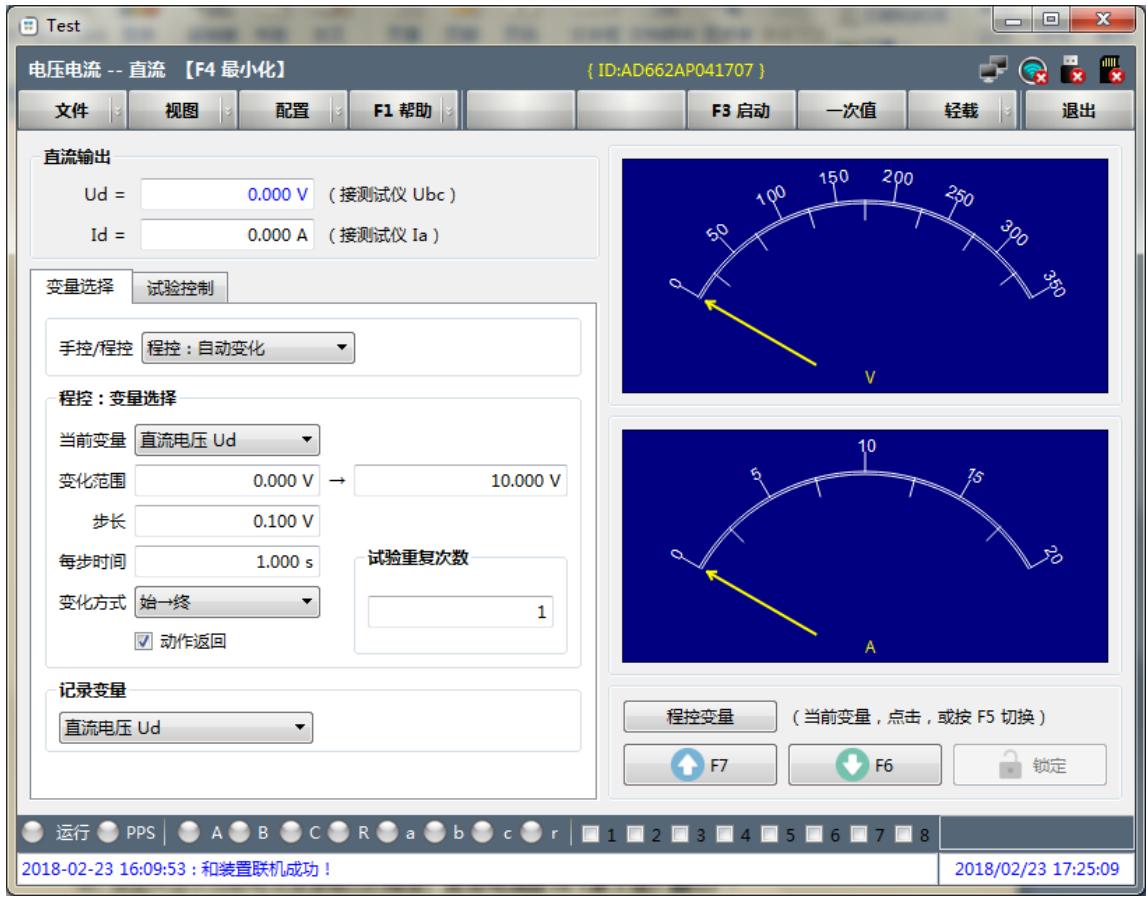 Test
电压电流 -- 直流 【F4 最小化】 { ID:AD662AP041707 }
文件 视图 配置 F1 帮助 F3 启动 一次值 轻载 退出
直流输出
Ud = 0.000 V (接测试仪 Ubc)
Id = 0.000 A (接测试仪 Ia)
变量选择 试验控制
手控/程控 程控：自动变化
程控：变量选择
当前变量 直流电压 Ud
变化范围 0.000 V → 10.000 V
步长 0.100 V
每步时间 1.000 s
变化方式 始→终
动作返回
试验重复次数
1
记录变量
直流电压 Ud
0 50 100 150 200 250 300 350
V
0 5 10 15 20
A
程控变量 (当前变量，点击，或按 F5 切换)
F7 F6 锁定
运行 PPS A B C R a b c r 1 2 3 4 5 6 7 8
2018-02-23 16:09:53：和装置联机成功！ 2018/02/23 17:25:09